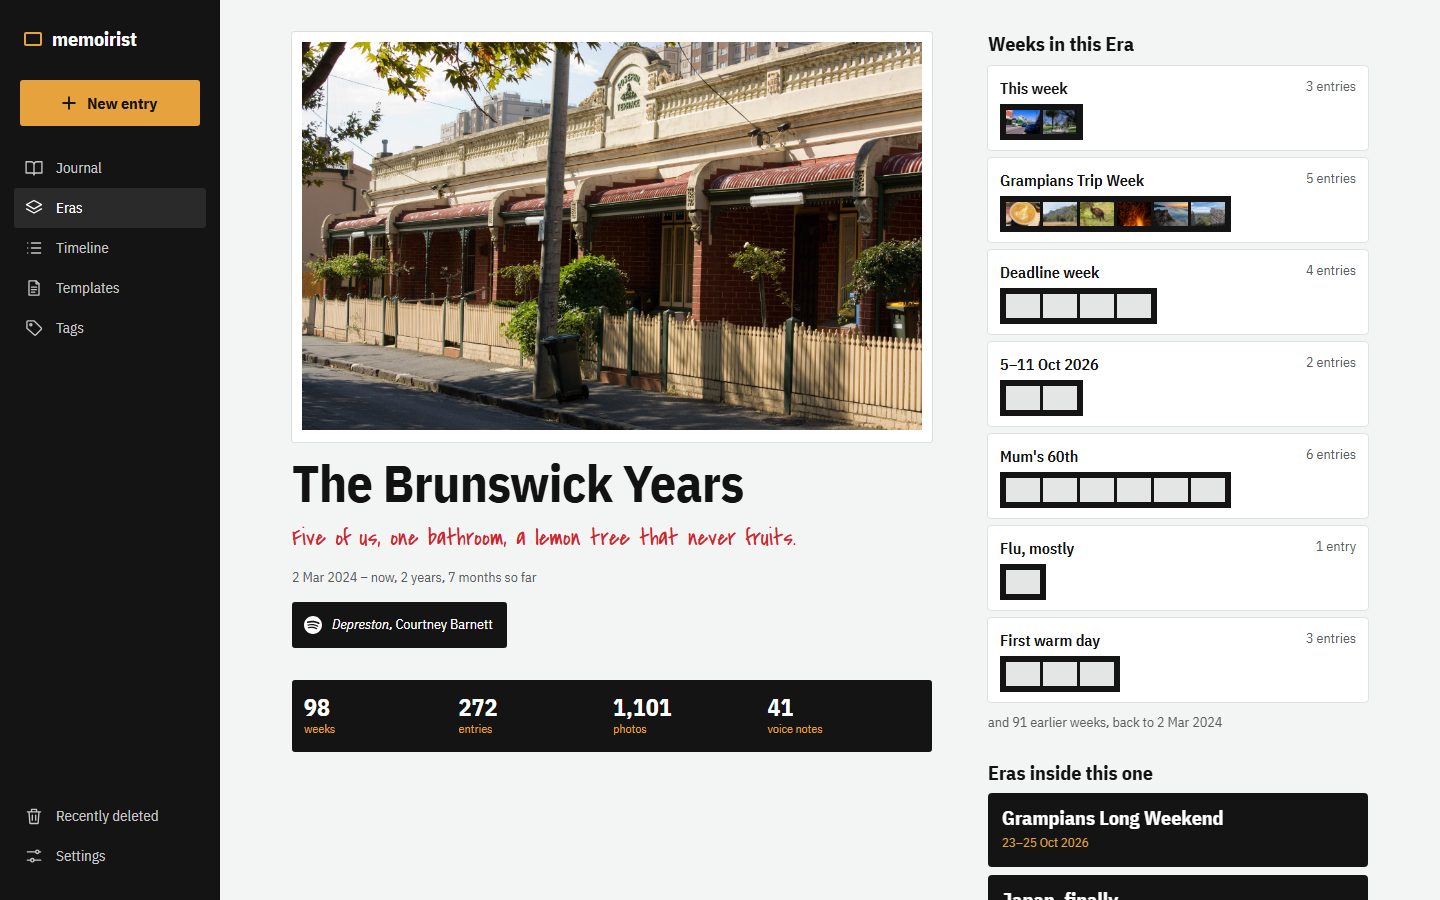 memoirist
New entry
Journal
Eras
Timeline
Templates
Tags
Recently deleted
Settings
The Brunswick Years
Five of us, one bathroom, a lemon tree that never fruits.
2 Mar 2024 – now, 2 years, 7 months so far
Depreston, Courtney Barnett
98
weeks
272
entries
1,101
photos
41
voice notes
Weeks in this Era
This week
3 entries
Grampians Trip Week
5 entries
Deadline week
4 entries
5–11 Oct 2026
2 entries
Mum's 60th
6 entries
Flu, mostly
1 entry
First warm day
3 entries
and 91 earlier weeks, back to 2 Mar 2024
Eras inside this one
Grampians Long Weekend
23–25 Oct 2026
Japan, finally